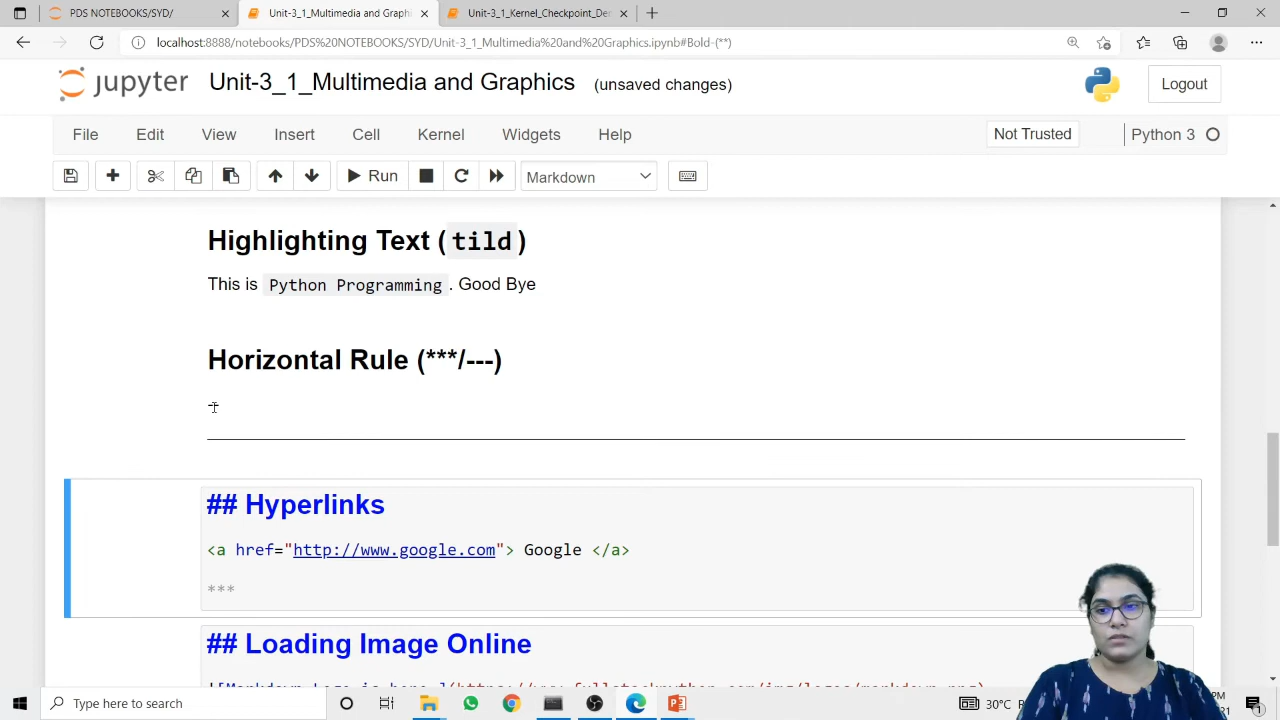 PDS NOTEBOOKS/SYD/
Unit-3_1_Multimedia and Graphi
Unit-3_1_Kernel_Checkpoint_Der
localhost:8888/notebooks/PDS%20NOTEBOOKS/SYD/Unit-3_1_Multimedia%20and%20Graphics.ipynb#Bold-(**)
jupyter Unit-3_1_Multimedia and Graphics (unsaved changes) Logout
File Edit View Insert Cell Kernel Widgets Help Not Trusted Python 3
Run Markdown
Highlighting Text (tild)
This is Python Programming. Good Bye
Horizontal Rule (***/---)
## Hyperlinks
<a href="http://www.google.com"> Google </a>
***
## Loading Image Online
Type here to search
30°C